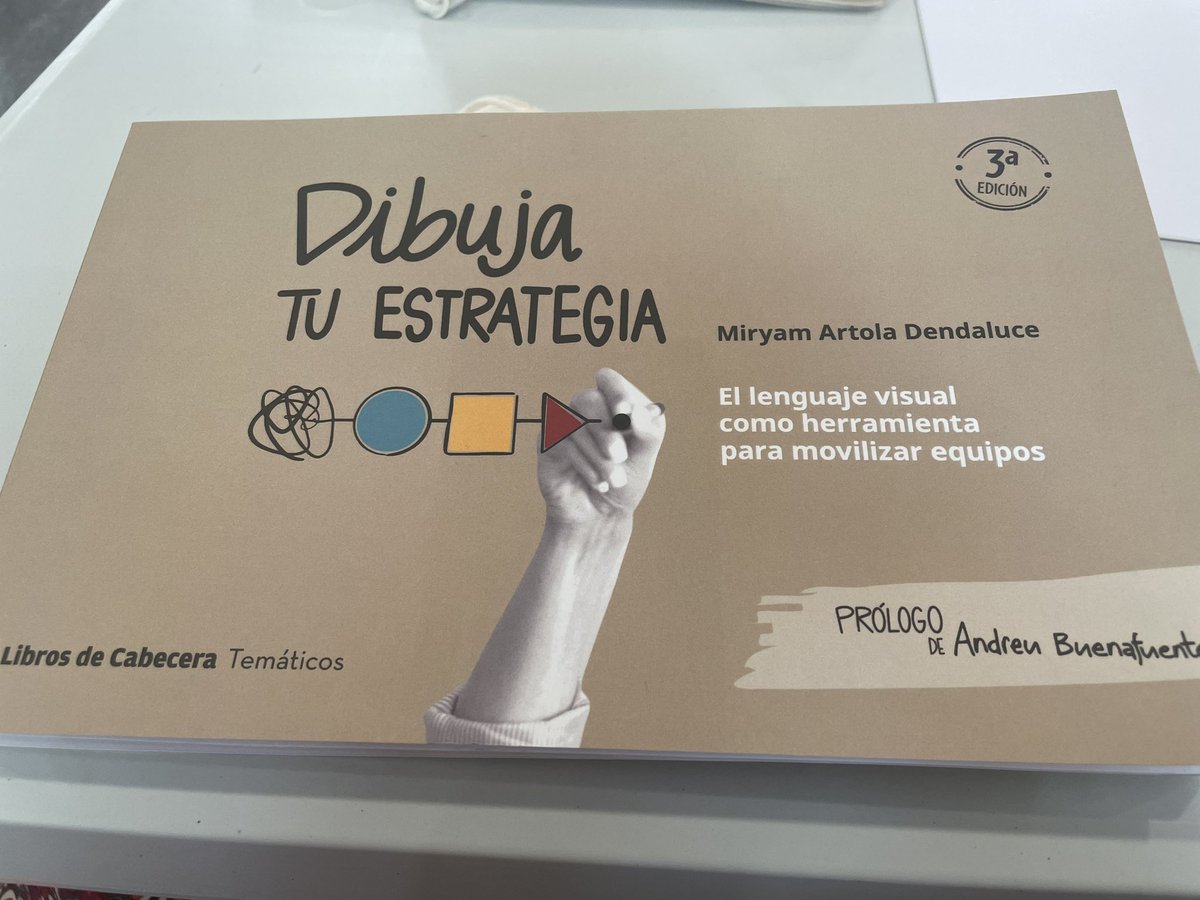 3ª
EDICIÓN
Dibuja
TU ESTRATEGIA
Miryam Artola Dendaluce
El lenguaje visual
como herramienta
para movilizar equipos
PRÓLOGO
DE Andreu Buenafuente
Libros de Cabecera Temáticos